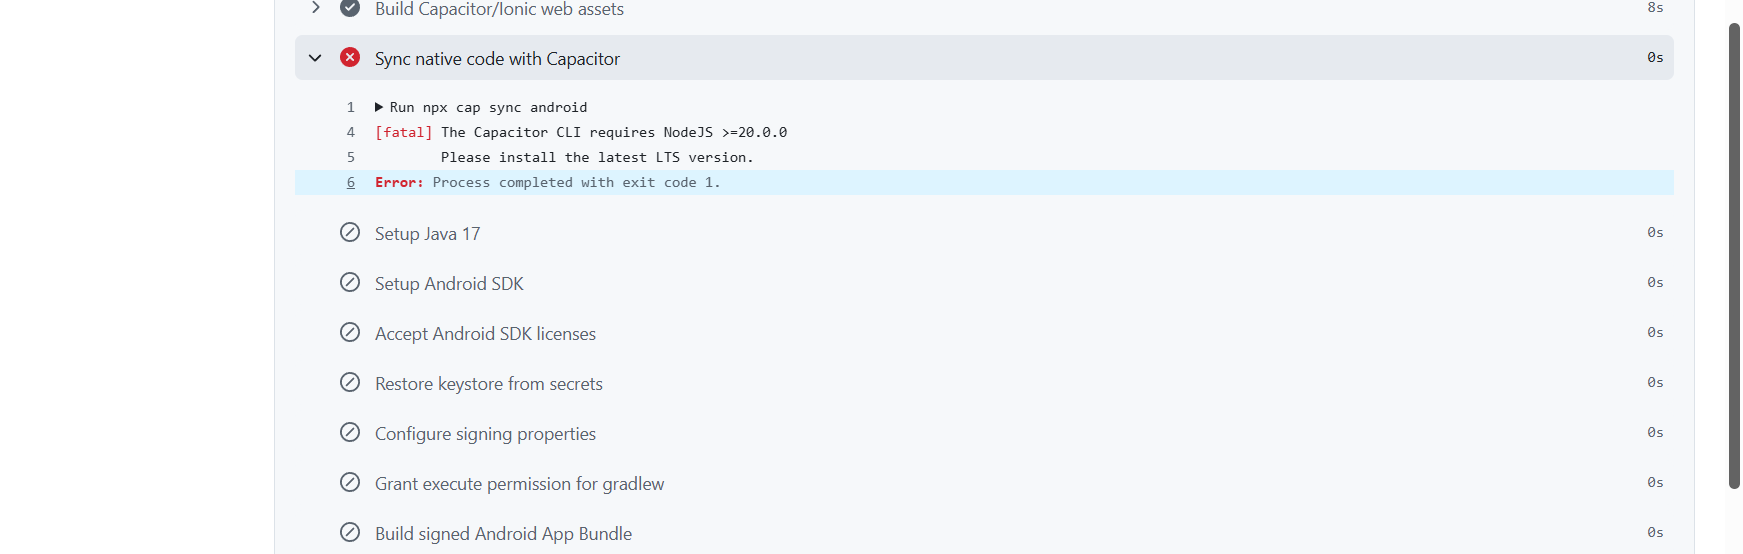 Build Capacitor/Ionic web assets 8s
Sync native code with Capacitor 0s
1 Run npx cap sync android
4 [fatal] The Capacitor CLI requires NodeJS >=20.0.0
5 Please install the latest LTS version.
6 Error: Process completed with exit code 1.
Setup Java 17 0s
Setup Android SDK 0s
Accept Android SDK licenses 0s
Restore keystore from secrets 0s
Configure signing properties 0s
Grant execute permission for gradlew 0s
Build signed Android App Bundle 0s